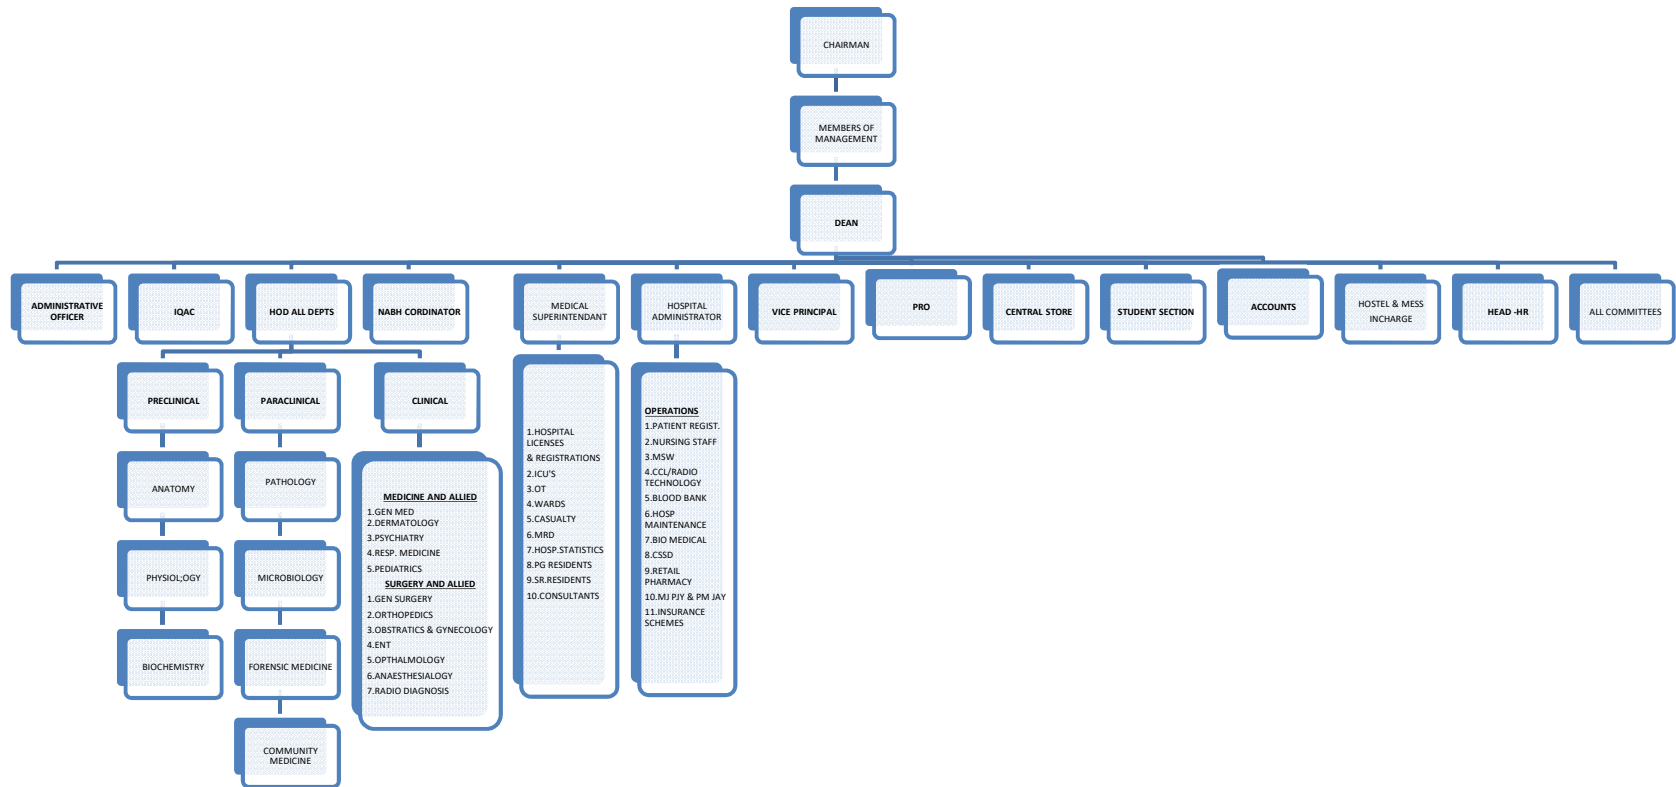 CHAIRMAN
MEMBERS OF
MANAGEMENT
DEAN
ADMINISTRATIVE
OFFICER
IQAC
HOD ALL DEPTS
NABH CORDINATOR
MEDICAL
SUPERINTENDANT
HOSPITAL
ADMINISTRATOR
VICE PRINCIPAL
PRO
CENTRAL STORE
STUDENT SECTION
ACCOUNTS
HOSTEL & MESS
INCHARGE
HEAD -HR
ALL COMMITTEES
PRECLINICAL
ANATOMY
PHYSIOL;OGY
BIOCHEMISTRY
PARACLINICAL
PATHOLOGY
MICROBIOLOGY
FORENSIC MEDICINE
COMMUNITY
MEDICINE
CLINICAL
MEDICINE AND ALLIED
1.GEN MED
2.DERMATOLOGY
3.PSYCHIATRY
4.RESP. MEDICINE
5.PEDIATRICS
SURGERY AND ALLIED
1.GEN SURGERY
2.ORTHOPEDICS
3.OBSTRATICS & GYNECOLOGY
4.ENT
5.OPTHALMOLOGY
6.ANAESTHESIALOGY
7.RADIO DIAGNOSIS
1.HOSPITAL
LICENSES
& REGISTRATIONS
2.ICU'S
3.OT
4.WARDS
5.CASUALTY
6.MRD
7.HOSP.STATISTICS
8.PG RESIDENTS
9.SR.RESIDENTS
10.CONSULTANTS
OPERATIONS
1.PATIENT REGIST.
2.NURSING STAFF
3.MSW
4.CCL/RADIO
TECHNOLOGY
5.BLOOD BANK
6.HOSP
MAINTENANCE
7.BIO MEDICAL
8.CSSD
9.RETAIL
PHARMACY
10.MJ PJY & PM JAY
11.INSURANCE
SCHEMES